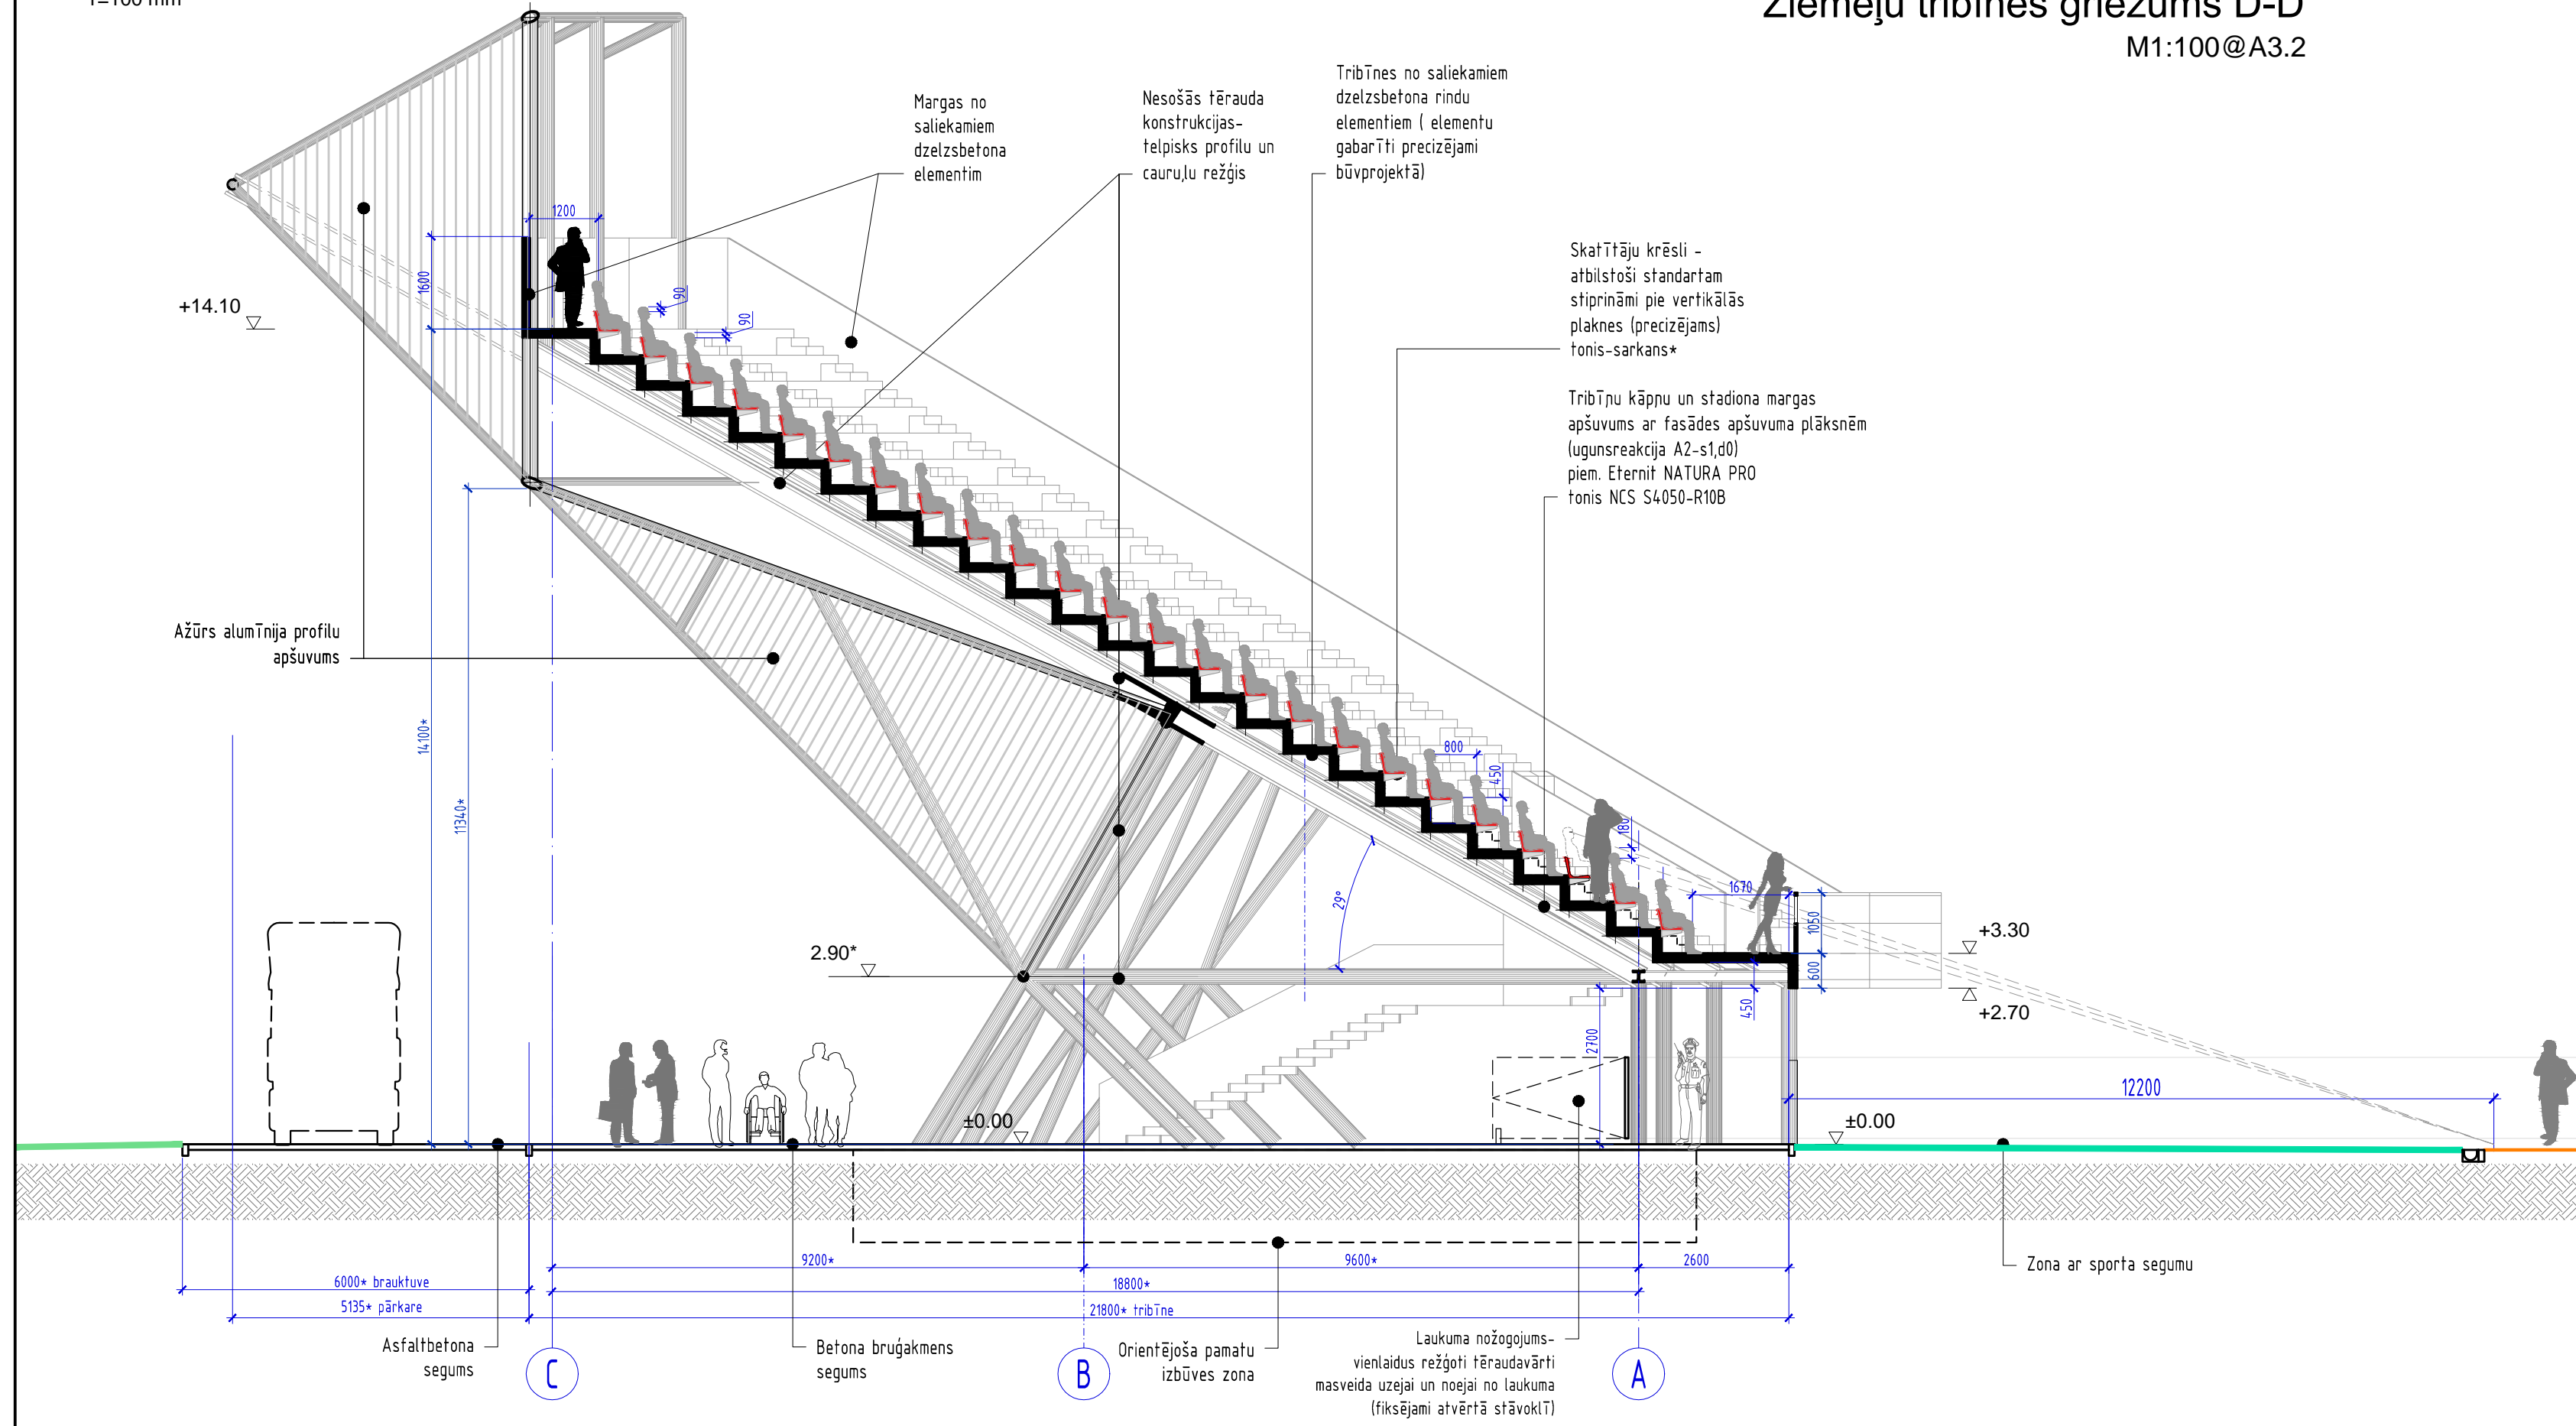 Ziemeļu tribīnes griezums D-D
M1:100@A3.2
Margas no
saliekamiem
dzelzsbetona
elementim
Nesošās tērauda
konstrukcijas-
telpisks profilu un
cauru,lu režģis
Tribīnes no saliekamiem
dzelzsbetona rindu
elementiem ( elementu
gabarīti precizējami
būvprojektā)
Skatītāju krēsli -
atbilstoši standartam
stiprināmi pie vertikālās
plaknes (precizējams)
tonis-sarkans*
Tribīņu kāpņu un stadiona margas
apšuvums ar fasādes apšuvuma plāksnēm
(ugunsreakcija A2-s1,d0)
piem. Eternit NATURA PRO
tonis NCS S4050-R10B
1200
1600
90
90
+14.10
Ažūrs alumīnija profilu
apšuvums
14100*
11340*
800
450
180
1670
1050
600
450
29°
2.90*
+3.30
+2.70
2700
12200
±0.00
±0.00
9200*
9600*
2600
6000* brauktuve
18800*
5135* pārkare
21800* tribīne
Zona ar sporta segumu
Asfaltbetona
segums
Betona bruģakmens
segums
Orientējoša pamatu
izbūves zona
Laukuma nožogojums-
vienlaidus režģoti tēraudavārti
masveida uzejai un noejai no laukuma
(fiksējami atvērtā stāvoklī)
C
B
A